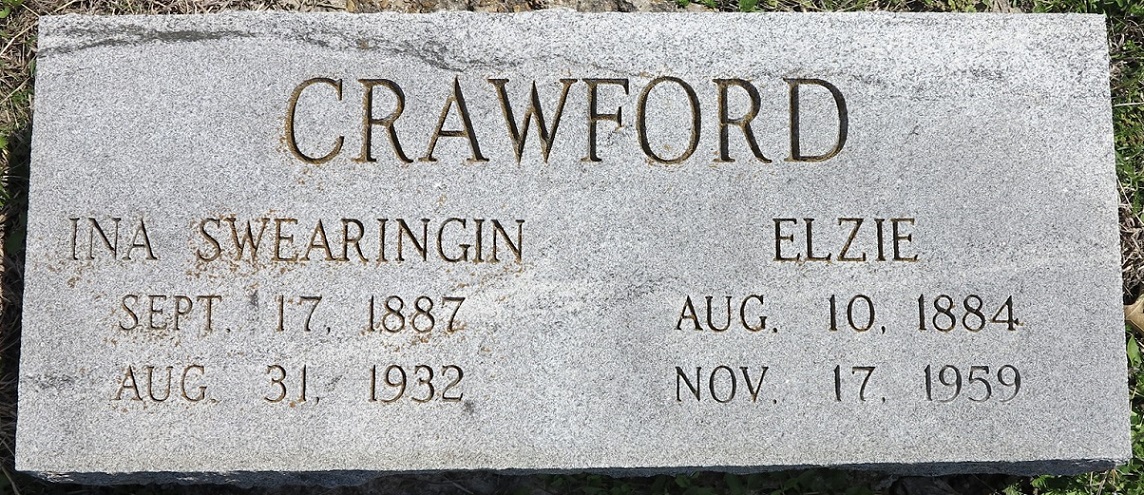 CRAWFORD
INA SWEARINGIN
SEPT. 17, 1887
AUG. 31, 1932
ELZIE
AUG. 10, 1884
NOV. 17, 1959